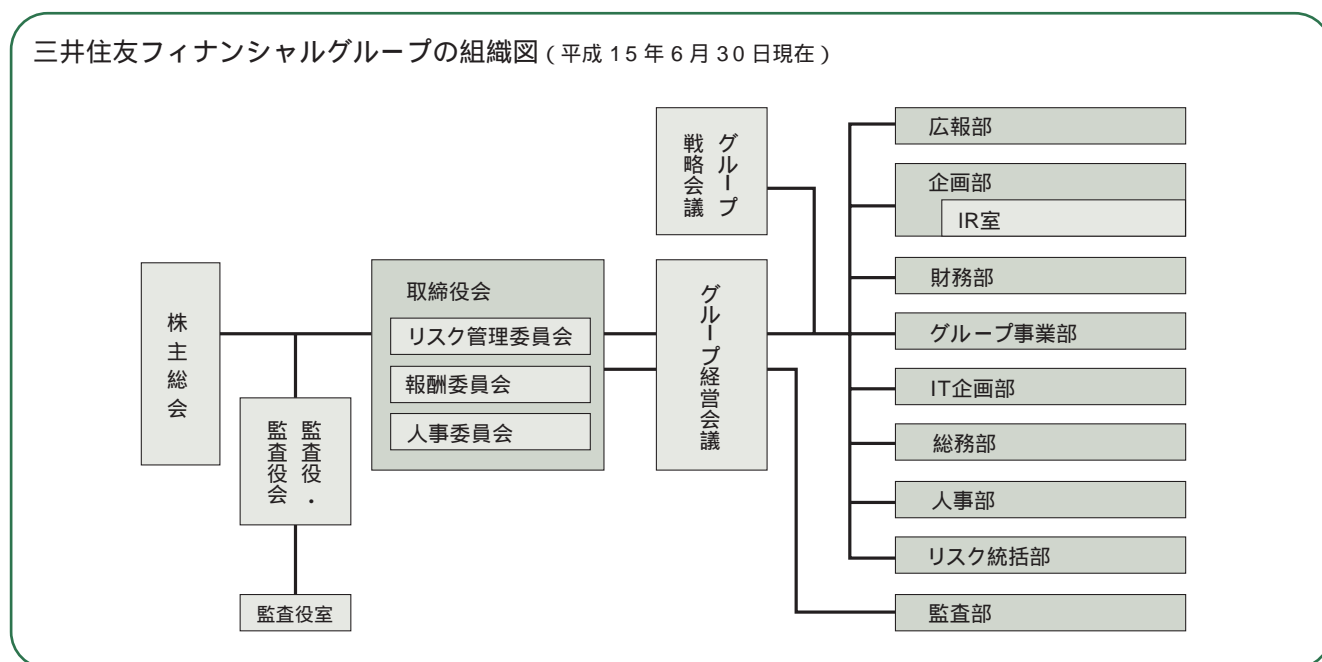 三井住友フィナンシャルグループの組織図(平成15年6月30日現在)
株主総会
監査役・
監査役会
監査役室
取締役会
リスク管理委員会
報酬委員会
人事委員会
グループ
戦略会議
グループ経営会議
広報部
企画部
IR室
財務部
グループ事業部
IT企画部
総務部
人事部
リスク統括部
監査部